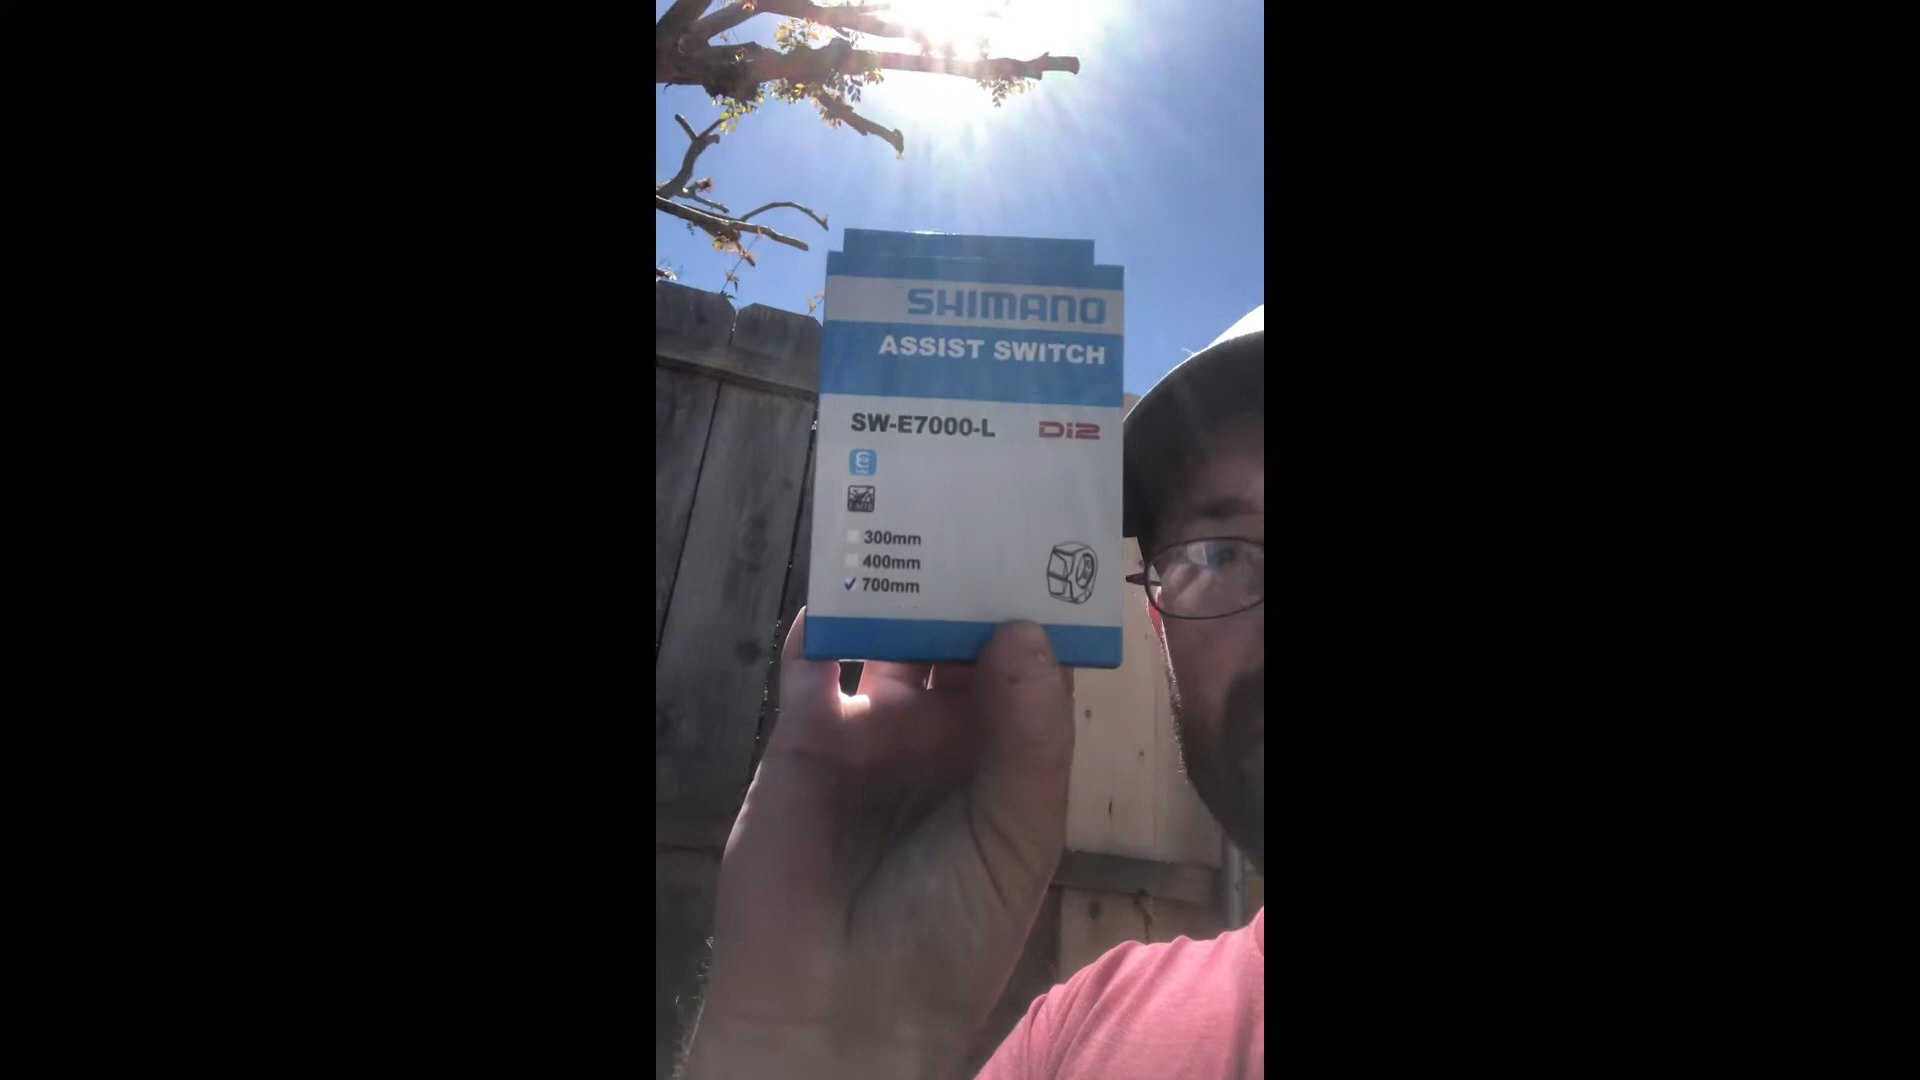 SHIMANO
ASSIST SWITCH
SW-E7000-L Di2
300mm
400mm
700mm